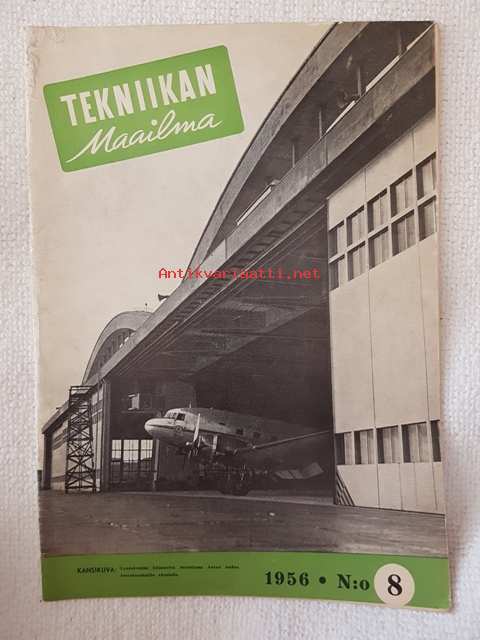 TEKNIIKAN
Maailma
Antikvariaatti.net
KANSIKUVA:
1956 • N:o 8